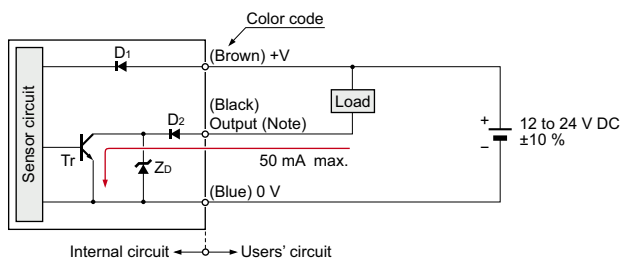 Color code
D1
(Brown) +V
Sensor circuit
(Black)
Load
D2
Output (Note)
+
12 to 24 V DC
±10 %
−
Tr
ZD
50 mA max.
(Blue) 0 V
Internal circuit
Users' circuit